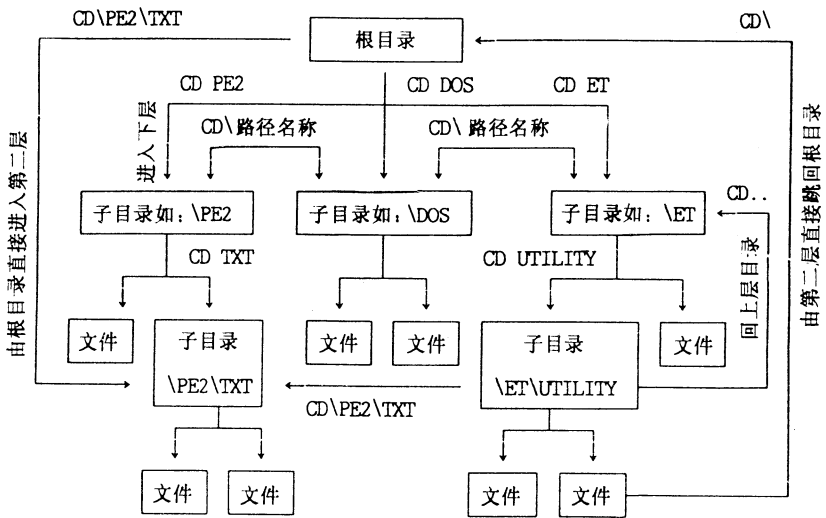 CD\PE2\TXT
根目录
CD\
CD PE2
CD DOS
CD ET
进入下层
CD\路径名称
CD\路径名称
由根目录直接进入第二层
由第二层直接跳回根目录
子目录如：\PE2
子目录如：\DOS
子目录如：\ET
CD..
CD TXT
CD UTILITY
回上层目录
文件
子目录
\PE2\TXT
文件
文件
子目录
\ET\UTILITY
文件
CD\PE2\TXT
文件
文件
文件
文件